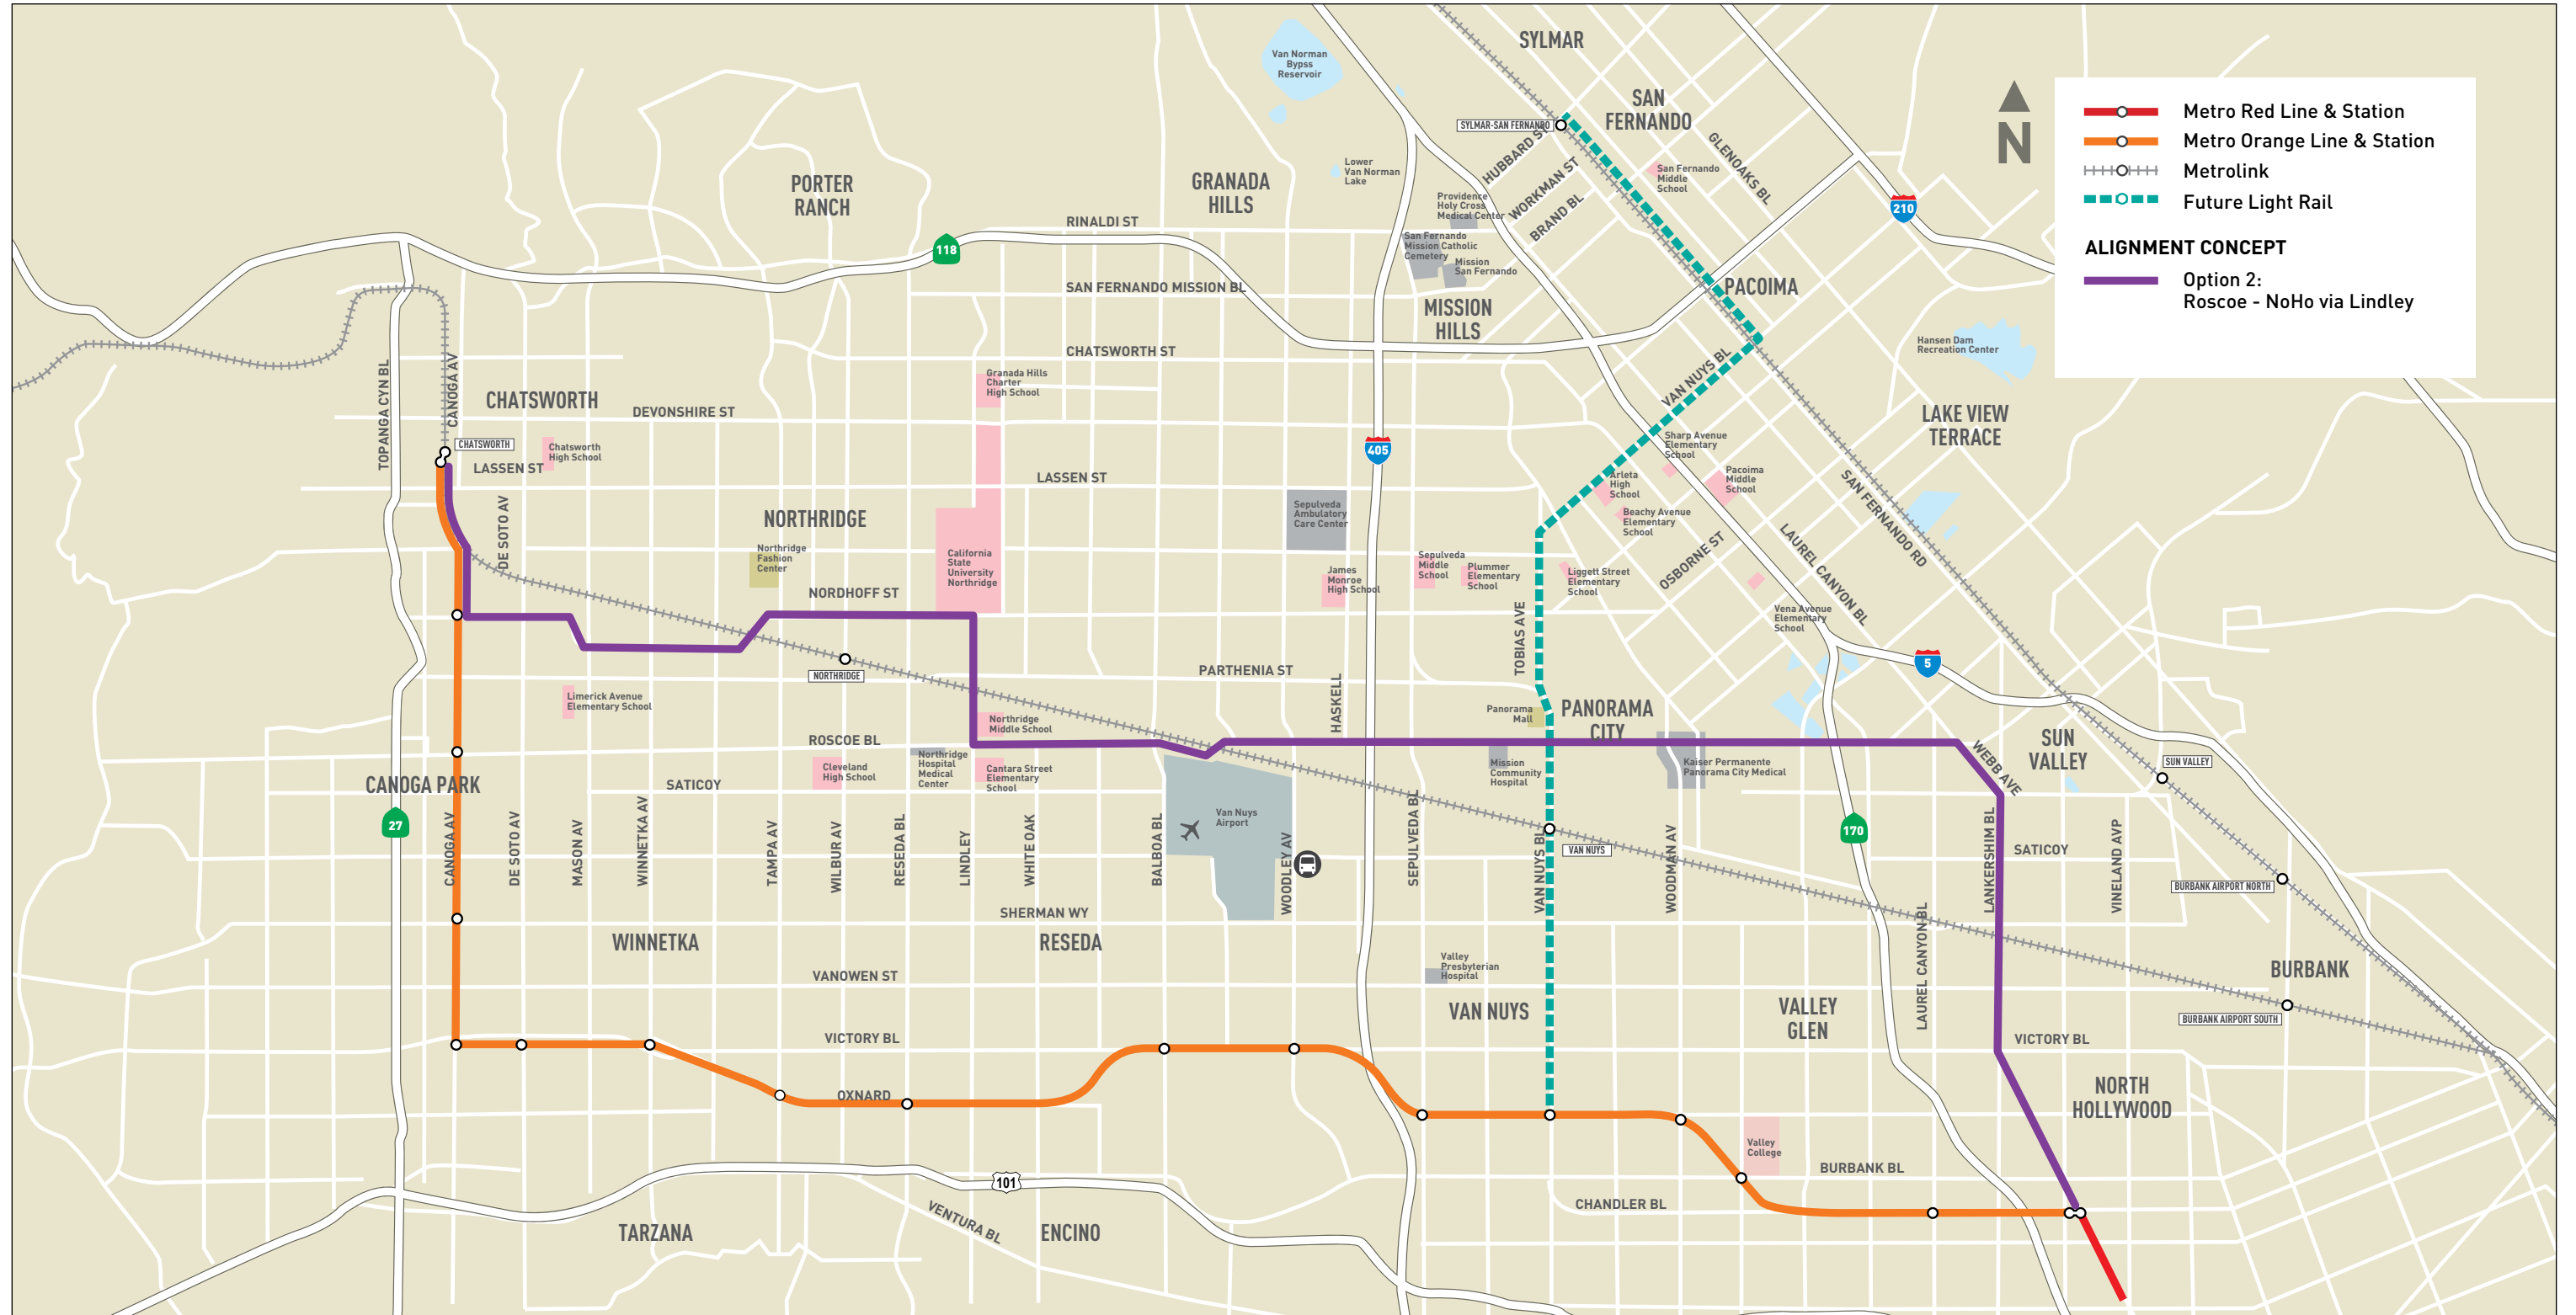 SYLMAR
SAN
FERNANDO
Van Norman
Bypss
Reservoir
SYLMAR-SAN FERNANDO
HUBBARD ST
WORKMAN ST
BRAND BL
GLENOAKS BL
San Fernando
Middle
School
Lower
Van Norman
Lake
Providence
Holy Cross
Medical Center
San Fernando
Mission Catholic
Cemetery
Mission
San Fernando
N
Metro Red Line & Station
Metro Orange Line & Station
Metrolink
Future Light Rail
ALIGNMENT CONCEPT
Option 2:
Roscoe - NoHo via Lindley
210
PORTER
RANCH
GRANADA
HILLS
RINALDI ST
118
SAN FERNANDO MISSION BL
MISSION
HILLS
PACOIMA
CHATSWORTH ST
Hansen Dam
Recreation Center
TOPANGA CYN BL
CANOGA AV
CHATSWORTH
DEVONSHIRE ST
Granada Hills
Charter
High School
VAN NUYS BL
LAKE VIEW
TERRACE
CHATSWORTH
Chatsworth
High School
LASSEN ST
LASSEN ST
405
Sharp Avenue
Elementary
School
Arleta
High
School
Pacoima
Middle
School
SAN FERNANDO RD
DE SOTO AV
NORTHRIDGE
Sepulveda
Ambulatory
Care Center
Beachy Avenue
Elementary
School
OSBORNE ST
LAUREL CANYON BL
Northridge
Fashion
Center
California
State
University
Northridge
James
Monroe
High School
Sepulveda
Middle
School
Plummer
Elementary
School
Liggett Street
Elementary
School
Vena Avenue
Elementary
School
NORDHOFF ST
TOBIAS AVE
5
NORTHRIDGE
PARTHENIA ST
HASKELL
Limerick Avenue
Elementary School
Northridge
Middle School
Panorama
Mall
PANORAMA
CITY
ROSCOE BL
Northridge
Hospital
Medical
Center
Cleveland
High School
Cantara Street
Elementary
School
Mission
Community
Hospital
Kaiser Permanente
Panorama City Medical
WEBB AVE
SUN
VALLEY
SUN VALLEY
CANOGA PARK
SATICOY
27
Van Nuys
Airport
170
CANOGA AV
DE SOTO AV
MASON AV
WINNETKA AV
TAMPA AV
WILBUR AV
RESEDA BL
LINDLEY
WHITE OAK
BALBOA BL
WOODLEY AV
SEPULVEDA BL
VAN NUYS BL
VAN NUYS
WOODMAN AV
LAUREL CANYON BL
LANKERSHIM BL
SATICOY
VINELAND AVP
BURBANK AIRPORT NORTH
SHERMAN WY
WINNETKA
RESEDA
VANOWEN ST
Valley
Presbyterian
Hospital
BURBANK
VAN NUYS
VALLEY
GLEN
BURBANK AIRPORT SOUTH
VICTORY BL
VICTORY BL
OXNARD
NORTH
HOLLYWOOD
Valley
College
BURBANK BL
101
CHANDLER BL
VENTURA BL
TARZANA
ENCINO